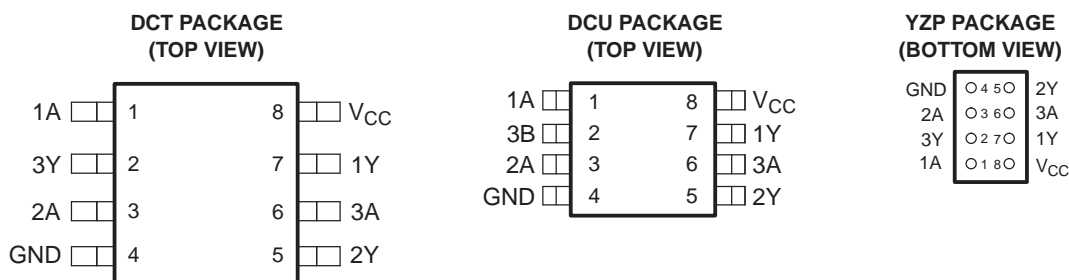 DCT PACKAGE
(TOP VIEW)
1A 1 8 VCC
3Y 2 7 1Y
2A 3 6 3A
GND 4 5 2Y
DCU PACKAGE
(TOP VIEW)
1A 1 8 VCC
3B 2 7 1Y
2A 3 6 3A
GND 4 5 2Y
YZP PACKAGE
(BOTTOM VIEW)
GND 4 5 2Y
2A 3 6 3A
3Y 2 7 1Y
1A 1 8 VCC